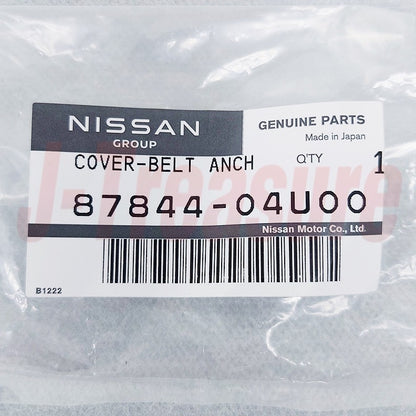 NISSAN
GROUP
GENUINE PARTS
Made in Japan
COVER-BELT ANCH Q'TY 1
87844-04U00
Nissan Motor Co., Ltd.
B1222
J-Treasure